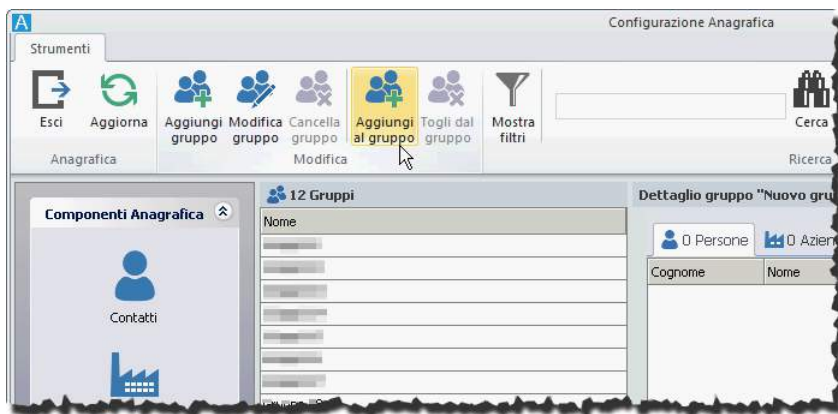 A
Configurazione Anagrafica
Strumenti
Esci
Aggiorna
Aggiungi gruppo
Modifica gruppo
Cancella gruppo
Aggiungi al gruppo
Togli dal gruppo
Mostra filtri
Cerca
Anagrafica
Modifica
Ricerca
Componenti Anagrafica
Contatti
12 Gruppi
Nome
Dettaglio gruppo "Nuovo gru
0 Persone
0 Azien
Cognome
Nome